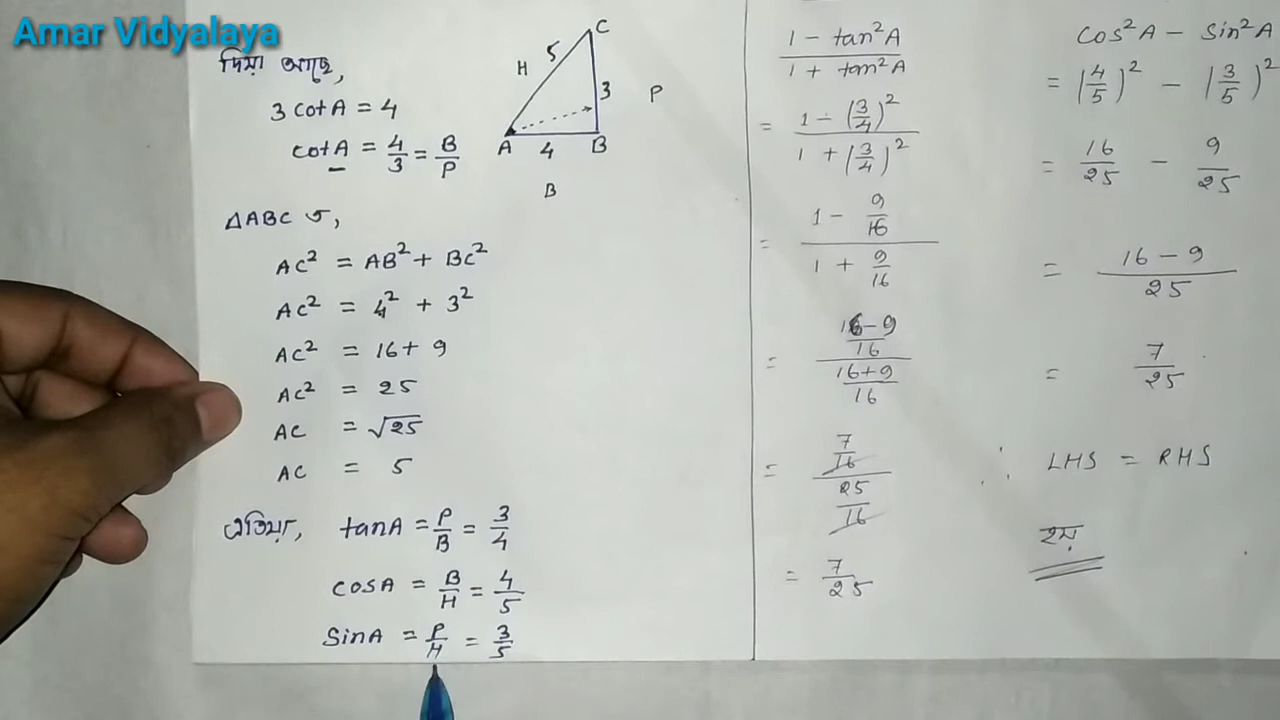 Amar Vidyalaya
দিয়া আছে,
3 cot A = 4
cot A = 4/3 = B/P
C
H 5
3 P
A 4 B
B
ΔABC ত,
AC² = AB² + BC²
AC² = 4² + 3²
AC² = 16 + 9
AC² = 25
AC = √25
AC = 5
এতিয়া, tan A = P/B = 3/4
cos A = B/H = 4/5
Sin A = P/H = 3/5
(1 - tan²A)/(1 + tan²A)
= (1 - (3/4)²)/(1 + (3/4)²)
= (1 - 9/16)/(1 + 9/16)
= ((16 - 9)/16)/((16 + 9)/16)
= (7/16)/(25/16)
= 7/25
cos²A - sin²A
= (4/5)² - (3/5)²
= 16/25 - 9/25
= (16 - 9)/25
= 7/25
∴ LHS = RHS
হয়